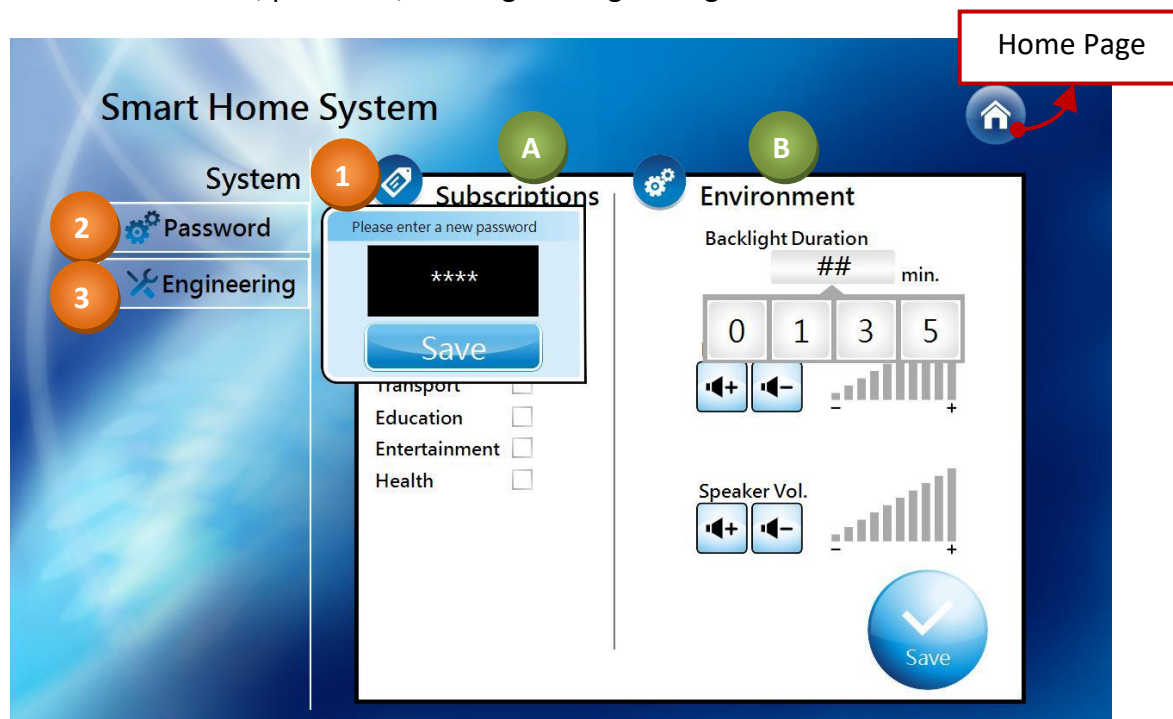 Home Page
Smart Home System
A
B
1
System
Subscriptions
Environment
2
Password
Please enter a new password
Backlight Duration
##
min.
****
3
Engineering
0 1 3 5
Save
Transport
- +
Education
Entertainment
Health
Speaker Vol.
- +
Save